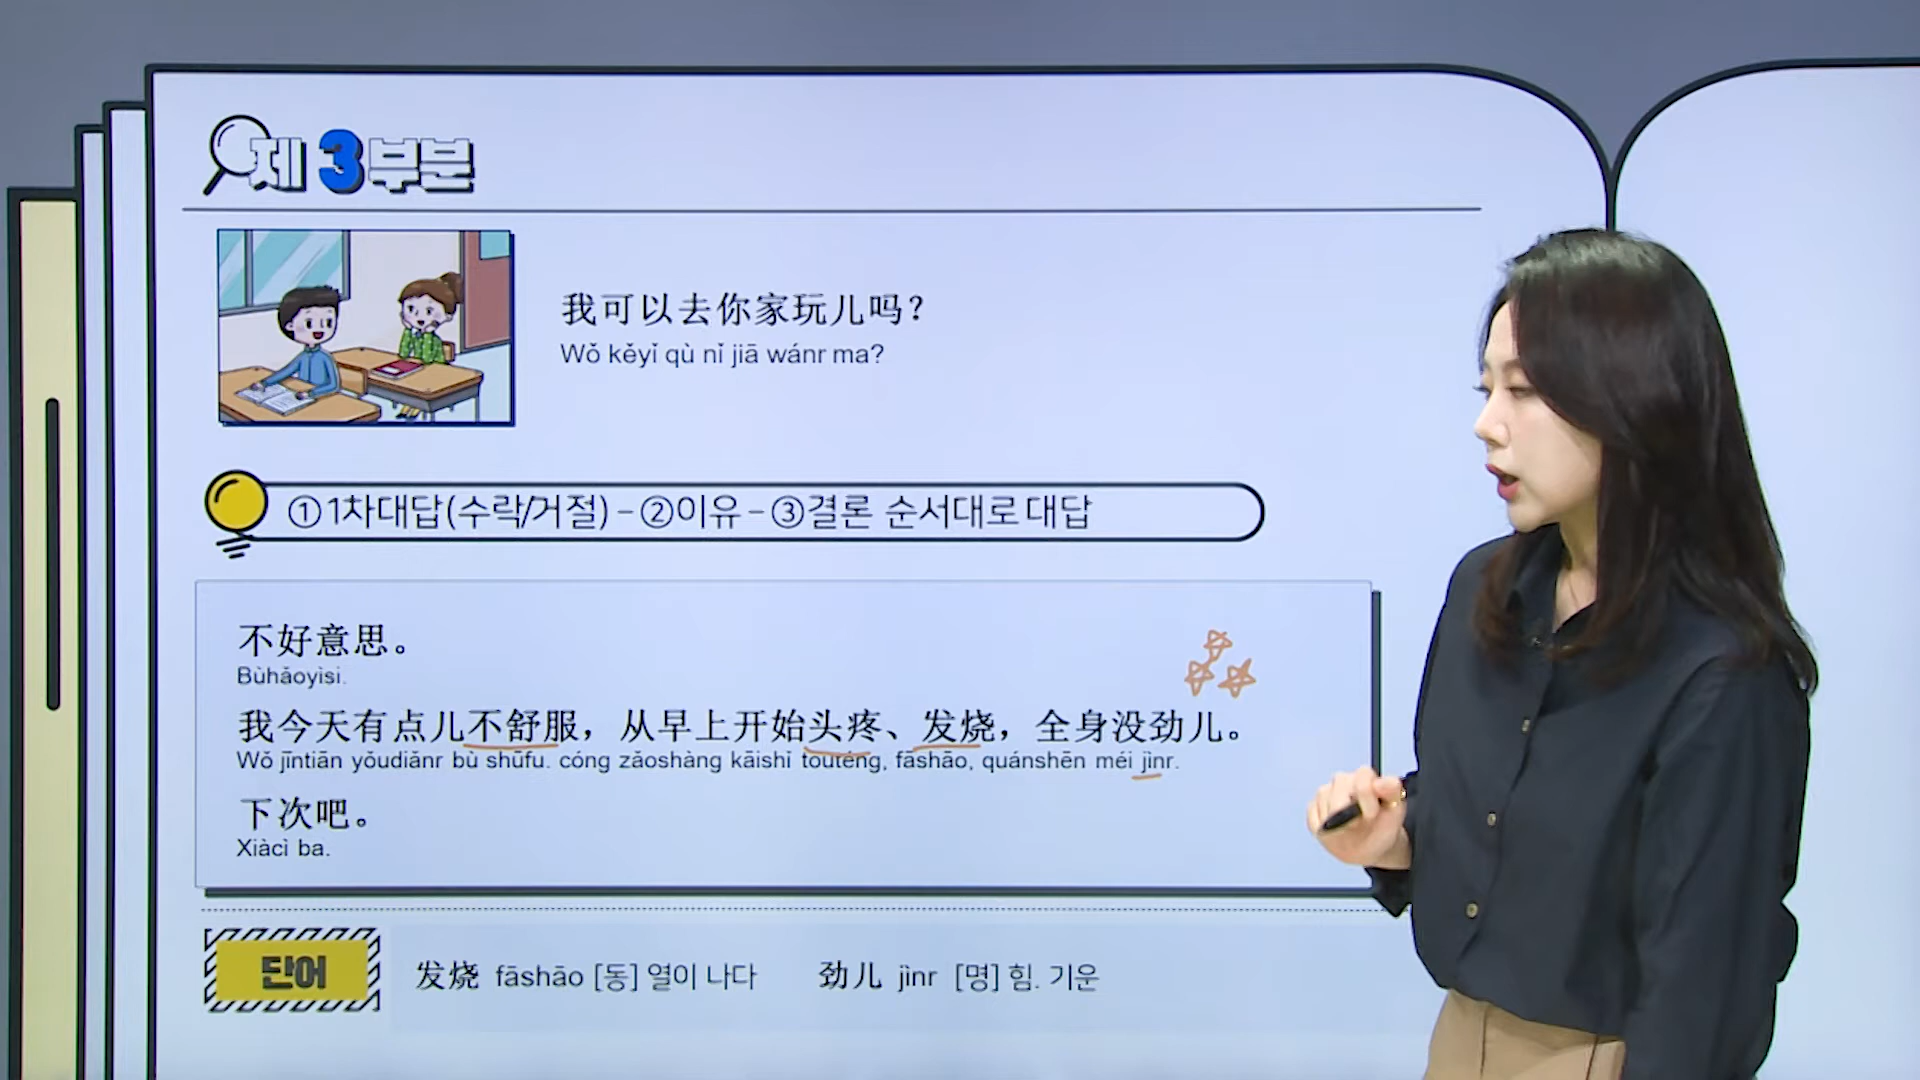 제 3 부분
我可以去你家玩儿吗？
Wǒ kěyǐ qù nǐ jiā wánr ma?
①1차대답(수락/거절) - ②이유 - ③결론 순서대로 대답
不好意思。
Bùhǎoyìsi.
我今天有点儿不舒服，从早上开始头疼、发烧，全身没劲儿。
Wǒ jīntiān yǒudiǎnr bù shūfu. cóng zǎoshàng kāishǐ tóuténg, fāshāo, quánshēn méi jìnr.
下次吧。
Xiàcì ba.
단어
发烧 fāshāo [동] 열이 나다 劲儿 jìnr [명] 힘. 기운